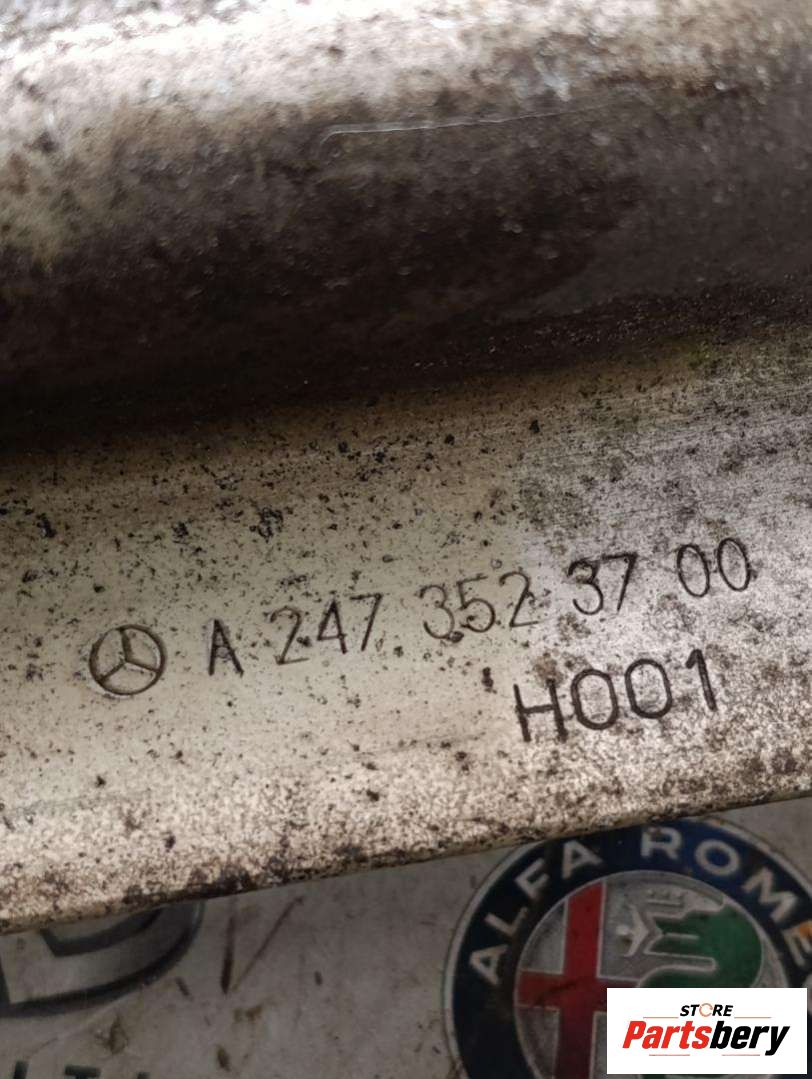 A 247 352 37 00
H001
ALFA ROMEO
STORE
Partsbery